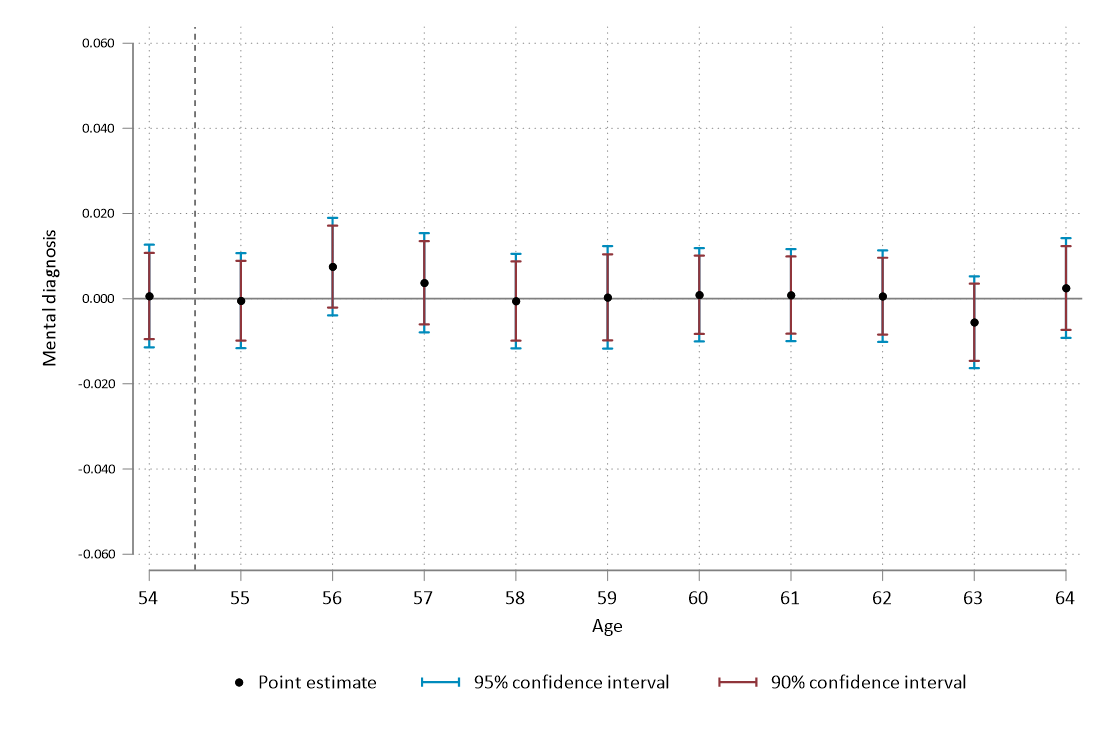 0.060
0.040
0.020
0.000
-0.020
-0.040
-0.060
Mental diagnosis
54 55 56 57 58 59 60 61 62 63 64
Age
Point estimate 95% confidence interval 90% confidence interval